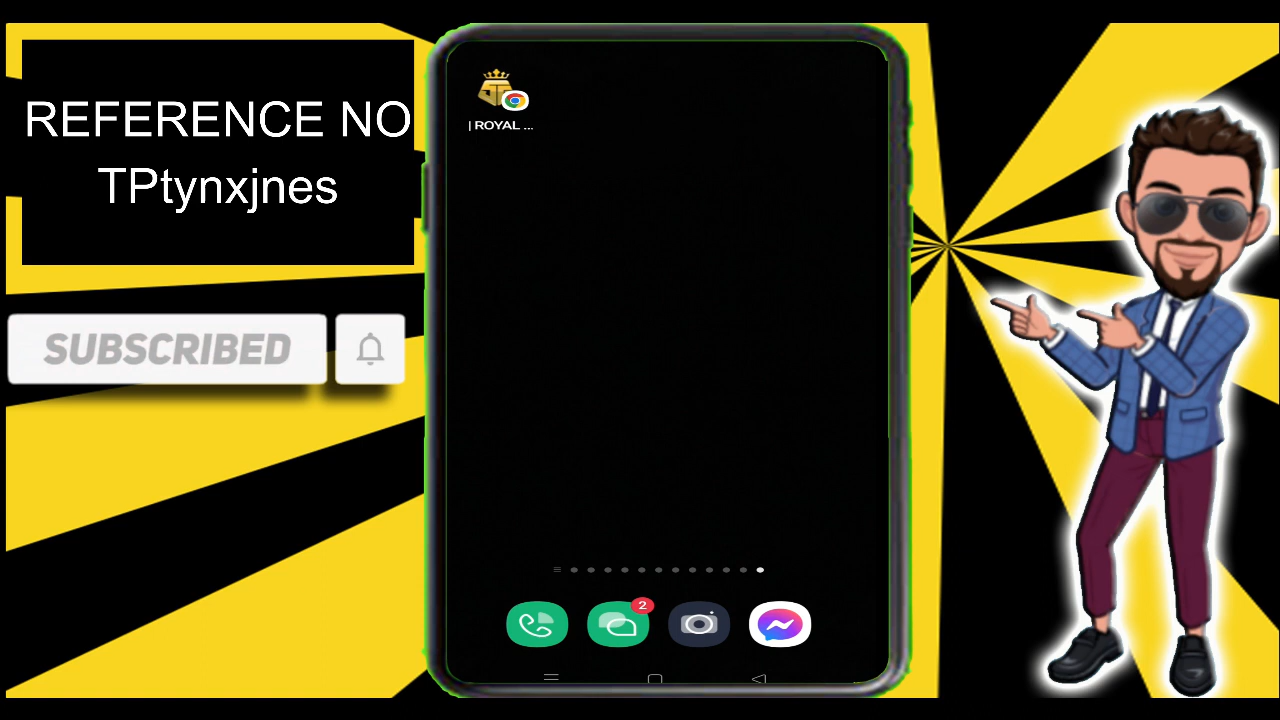 REFERENCE NO
TPtynxjnes
SUBSCRIBED
| ROYAL ...
2